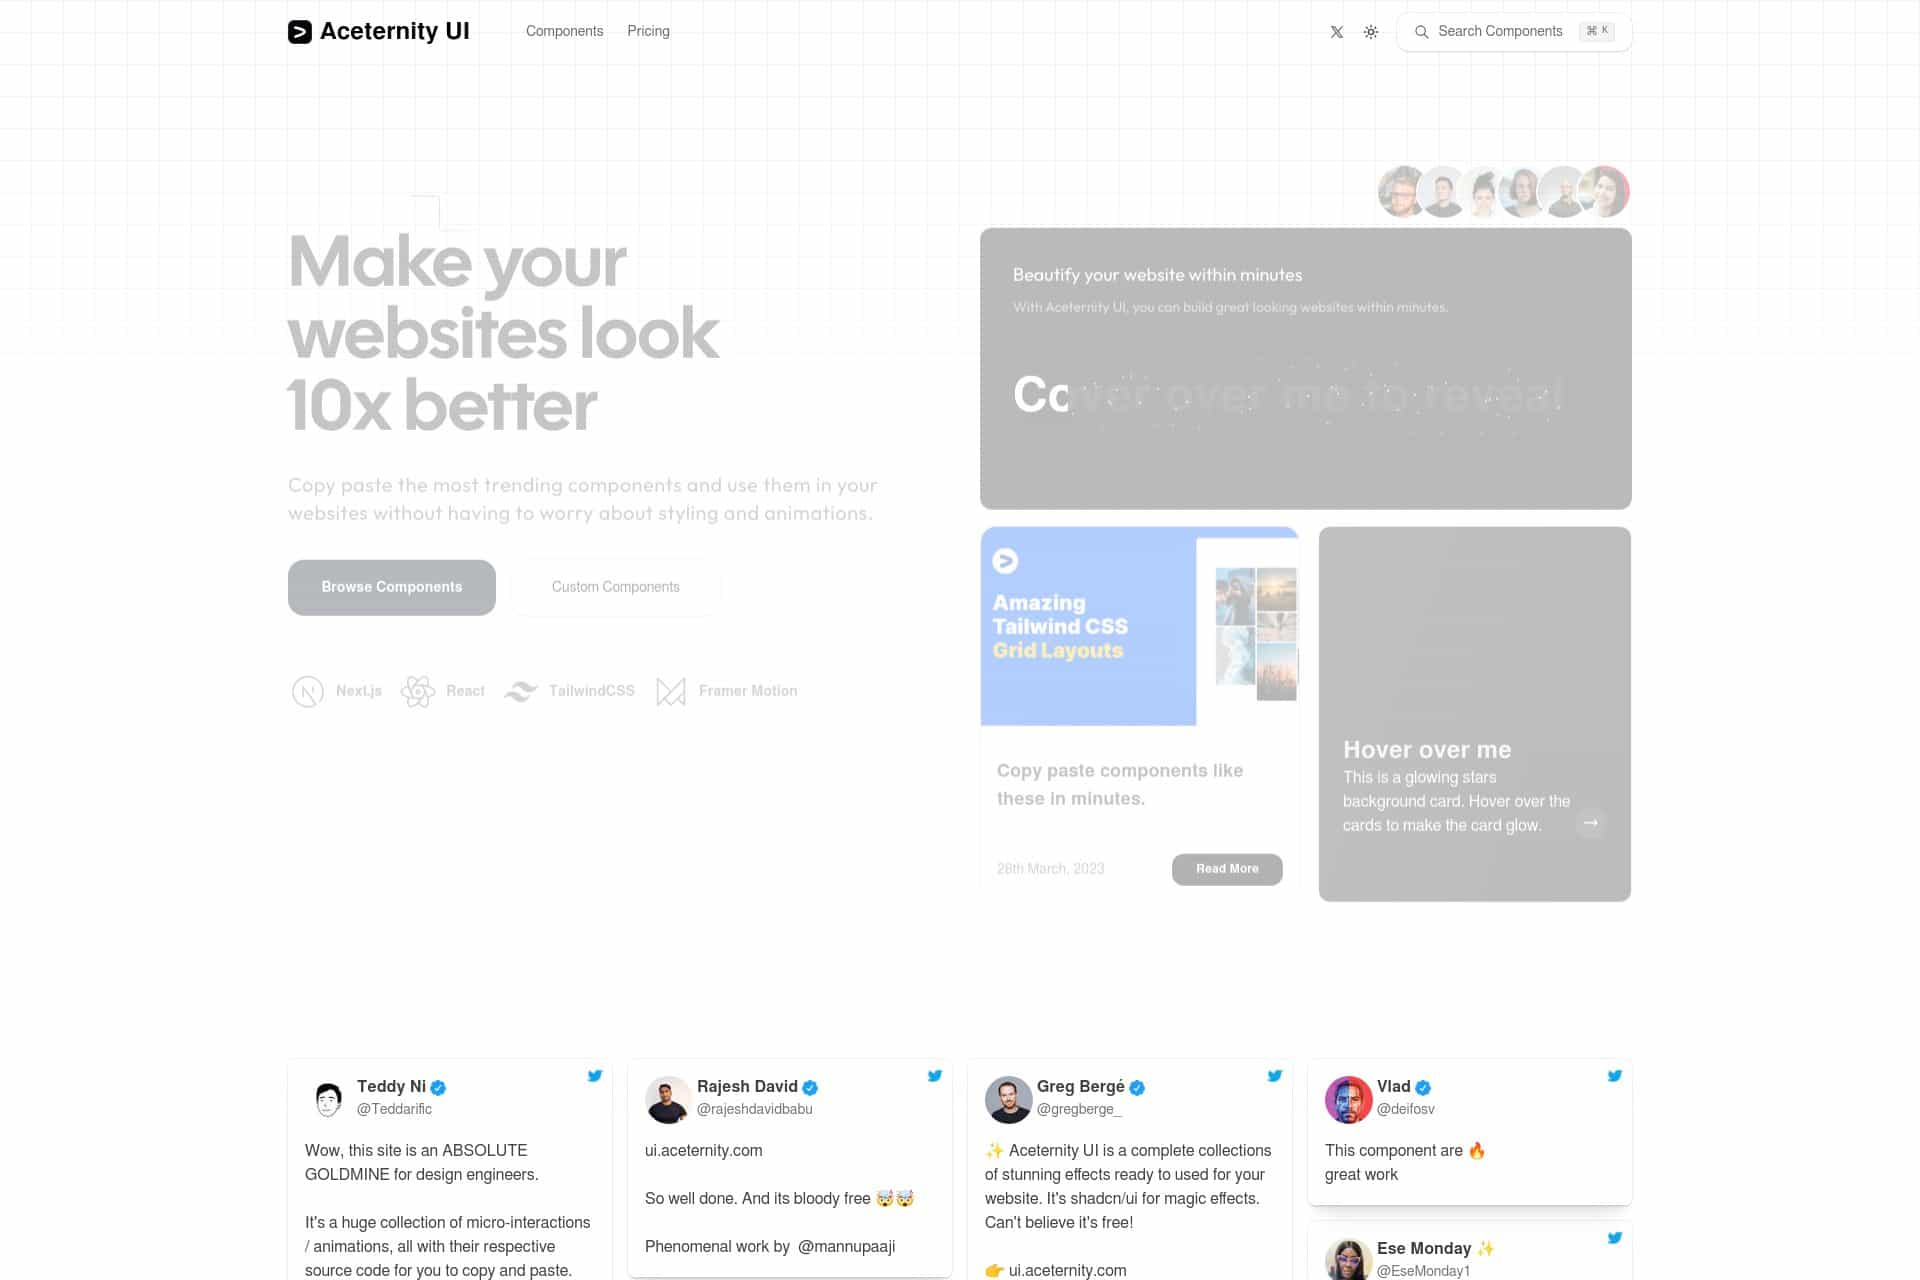 Aceternity UI
Components
Pricing
Search Components
⌘ K
Make your
websites look
10x better
Copy paste the most trending components and use them in your
websites without having to worry about styling and animations.
Browse Components
Custom Components
Next.js
React
TailwindCSS
Framer Motion
Beautify your website within minutes
With Aceternity UI, you can build great looking websites within minutes.
Cover over me to reveal
Amazing
Tailwind CSS
Grid Layouts
Copy paste components like
these in minutes.
28th March, 2023
Read More
Hover over me
This is a glowing stars
background card. Hover over the
cards to make the card glow.
→
Teddy Ni
@Teddarific
Wow, this site is an ABSOLUTE
GOLDMINE for design engineers.
It's a huge collection of micro-interactions
/ animations, all with their respective
source code for you to copy and paste.
Rajesh David
@rajeshdavidbabu
ui.aceternity.com
So well done. And its bloody free 🤯🤯
Phenomenal work by @mannupaaji
Greg Bergé
@gregberge_
✨ Aceternity UI is a complete collections
of stunning effects ready to used for your
website. It's shadcn/ui for magic effects.
Can't believe it's free!
👉 ui.aceternity.com
Vlad
@deifosv
This component are 🔥
great work
Ese Monday ✨
@EseMonday1